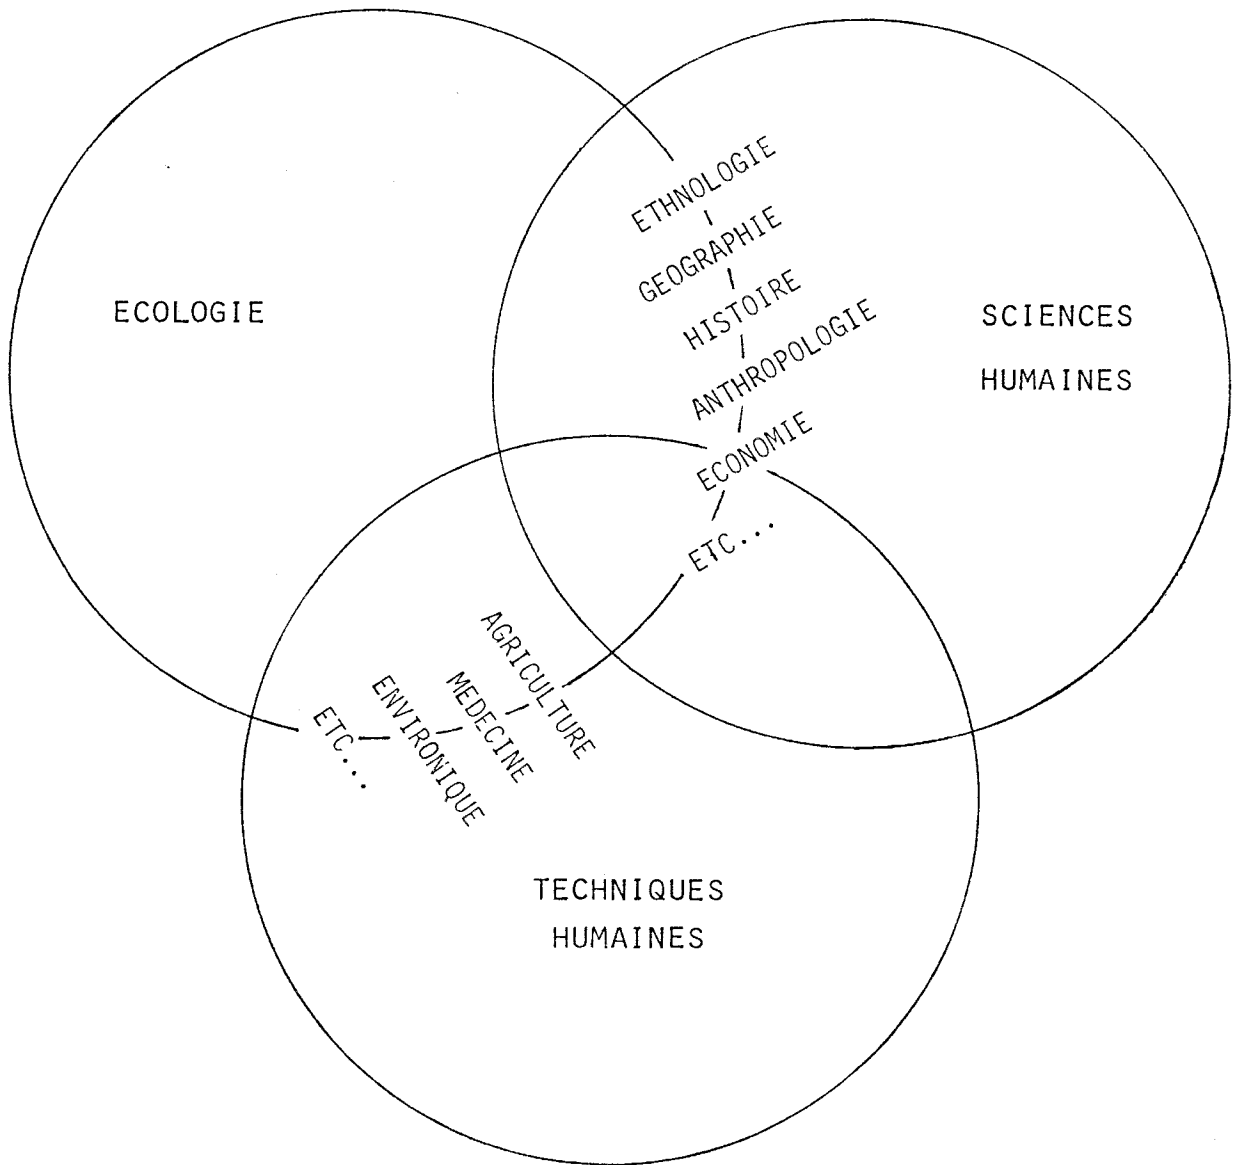 ECOLOGIE
SCIENCES
HUMAINES
ETHNOLOGIE
GEOGRAPHIE
HISTOIRE
ANTHROPOLOGIE
ECONOMIE
ETC...
AGRICULTURE
MEDECINE
ENVIRONIQUE
ETC...
TECHNIQUES
HUMAINES